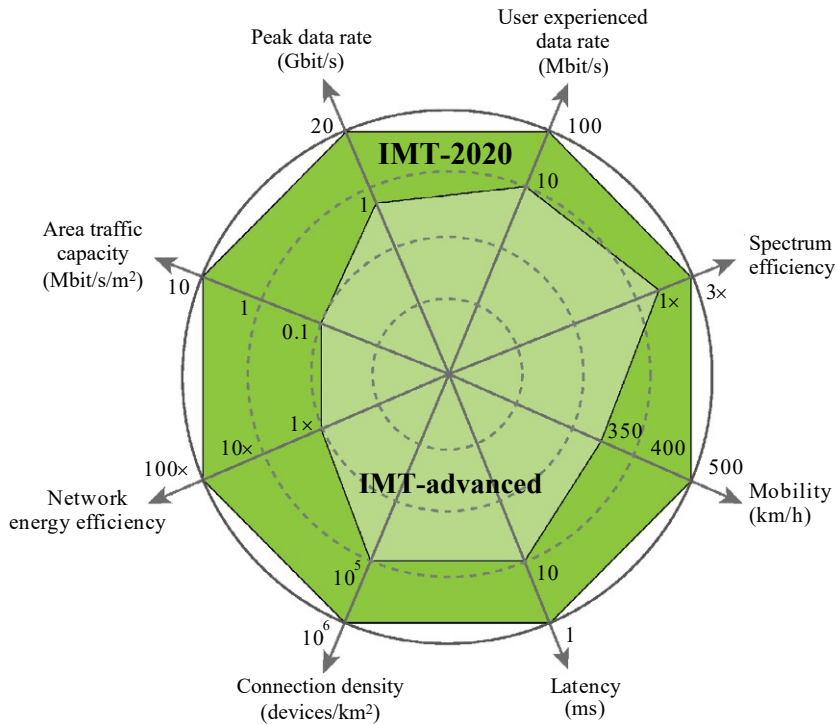 User experienced
data rate
(Mbit/s)
Peak data rate
(Gbit/s)
20
100
IMT-2020
1
10
Area traffic
capacity
(Mbit/s/m²)
Spectrum
efficiency
10
1
0.1
1×
3×
1×
10×
100×
350
400
500
Network
energy efficiency
IMT-advanced
Mobility
(km/h)
10⁵
10
10⁶
1
Connection density
(devices/km²)
Latency
(ms)